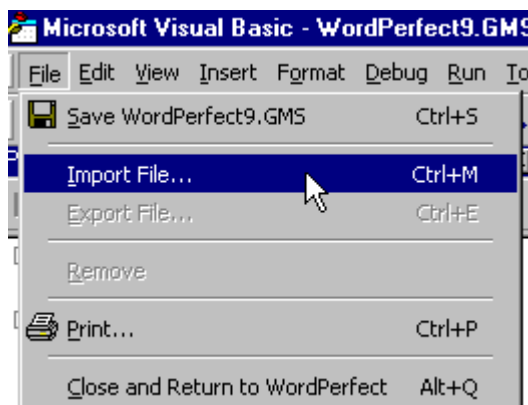 Microsoft Visual Basic - WordPerfect9.GMS
File Edit View Insert Format Debug Run To
Save WordPerfect9.GMS Ctrl+S
Import File... Ctrl+M
Export File... Ctrl+E
Remove
Print... Ctrl+P
Close and Return to WordPerfect Alt+Q